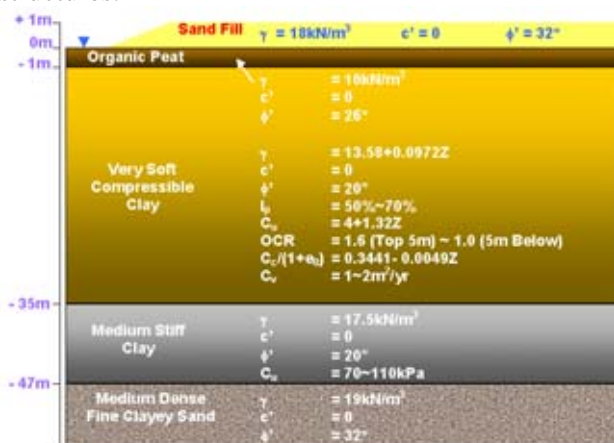 + 1m
Sand Fill γ = 18kN/m³ c' = 0 ϕ' = 32°
0m
Organic Peat
- 1m
γ = 10kN/m³
c' = 0
ϕ' = 26°
γ = 13.58+0.0972Z
c' = 0
Very Soft
Compressible
Clay
ϕ' = 20°
Iₚ = 50%~70%
Cᵤ = 4+1.32Z
OCR = 1.6 (Top 5m) ~ 1.0 (5m Below)
C꜀/(1+e₀) = 0.3441- 0.0049Z
Cᵥ = 1~2m²/yr
- 35m
Medium Stiff
Clay
γ = 17.5kN/m³
c' = 0
ϕ' = 20°
Cᵤ = 70~110kPa
- 47m
Medium Dense
Fine Clayey Sand
γ = 19kN/m³
c' = 0
ϕ' = 32°